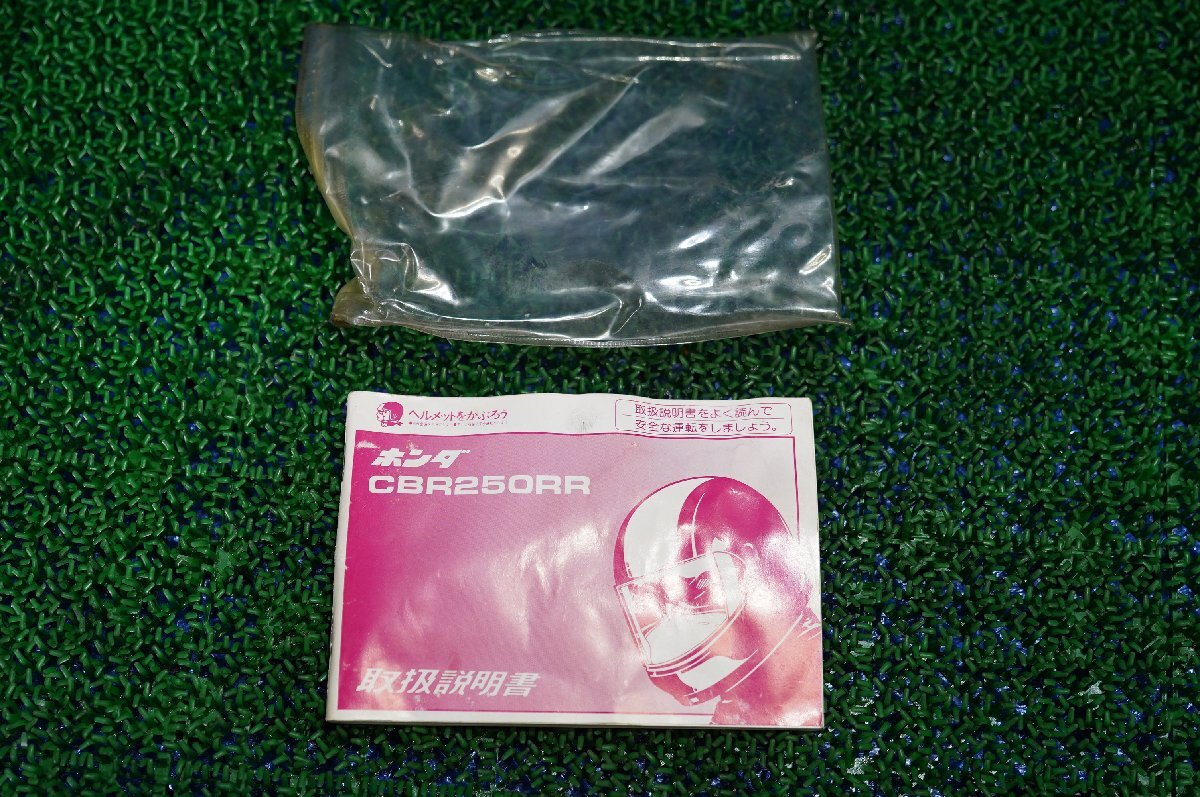 ヘルメットをかぶろう
取扱説明書をよく読んで
安全な運転をしましょう。
ホンダ
CBR250RR
取扱説明書